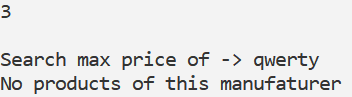 3
Search max price of -> qwerty
No products of this manufaturer